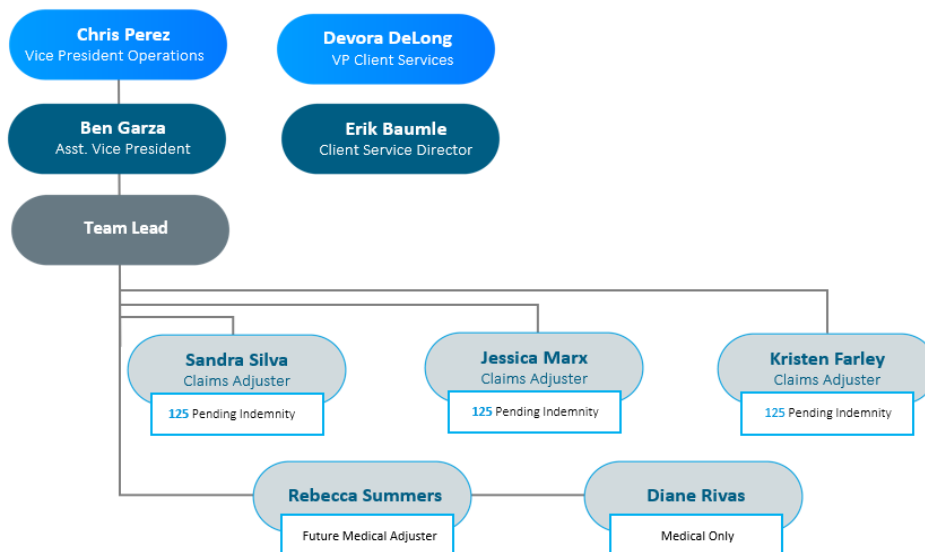 Chris Perez
Vice President Operations
Devora DeLong
VP Client Services
Ben Garza
Asst. Vice President
Erik Baumle
Client Service Director
Team Lead
Sandra Silva
Claims Adjuster
125 Pending Indemnity
Jessica Marx
Claims Adjuster
125 Pending Indemnity
Kristen Farley
Claims Adjuster
125 Pending Indemnity
Rebecca Summers
Future Medical Adjuster
Diane Rivas
Medical Only